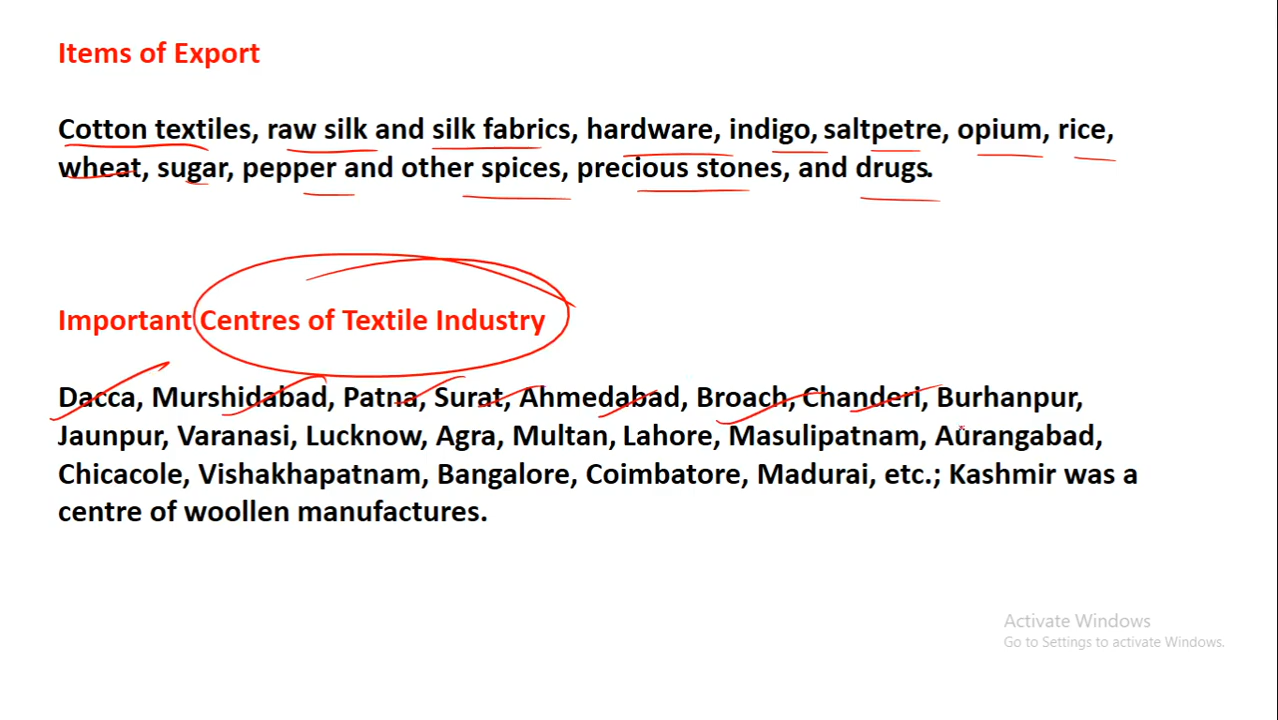 Items of Export
Cotton textiles, raw silk and silk fabrics, hardware, indigo, saltpetre, opium, rice,
wheat, sugar, pepper and other spices, precious stones, and drugs.
Important Centres of Textile Industry
Dacca, Murshidabad, Patna, Surat, Ahmedabad, Broach, Chanderi, Burhanpur,
Jaunpur, Varanasi, Lucknow, Agra, Multan, Lahore, Masulipatnam, Aurangabad,
Chicacole, Vishakhapatnam, Bangalore, Coimbatore, Madurai, etc.; Kashmir was a
centre of woollen manufactures.
Activate Windows
Go to Settings to activate Windows.